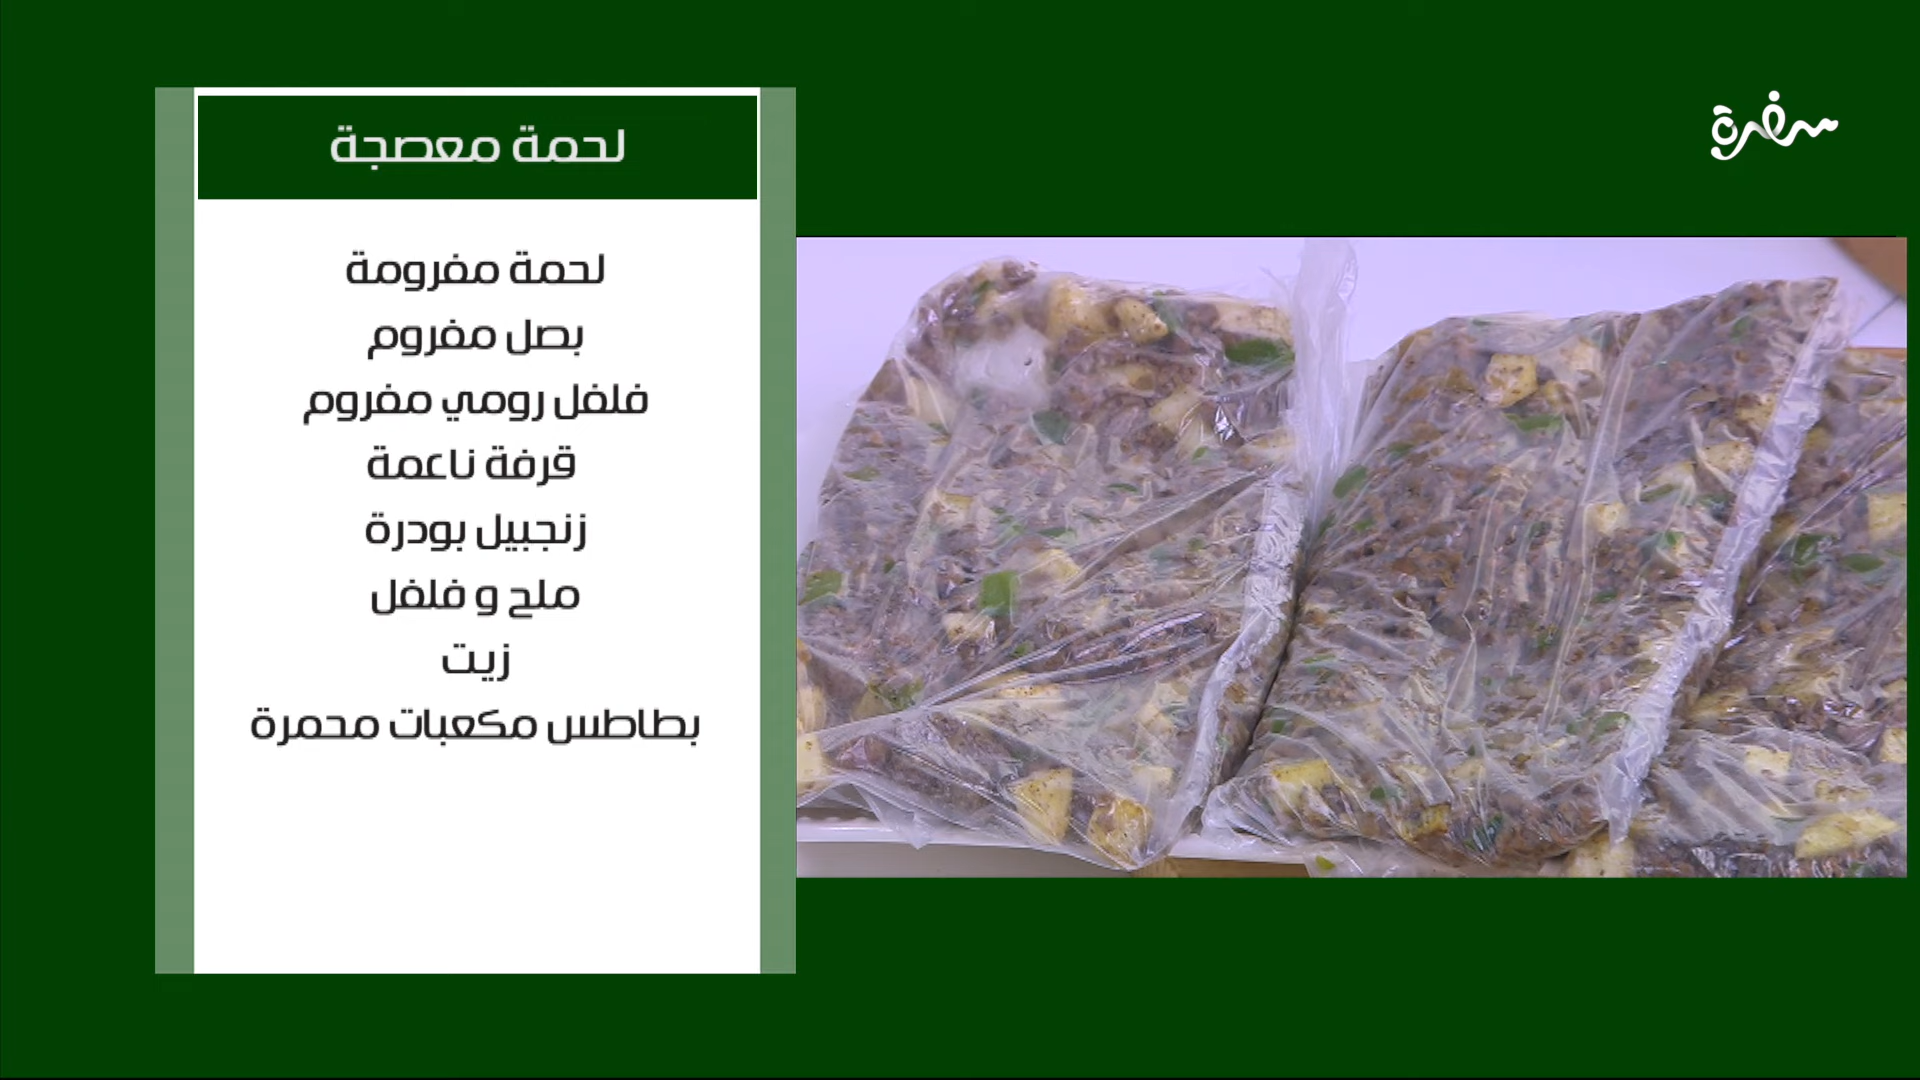 سفرة
لحمة معصجة
لحمة مفرومة
بصل مفروم
فلفل رومي مفروم
قرفة ناعمة
زنجبيل بودرة
ملح و فلفل
زيت
بطاطس مكعبات محمرة